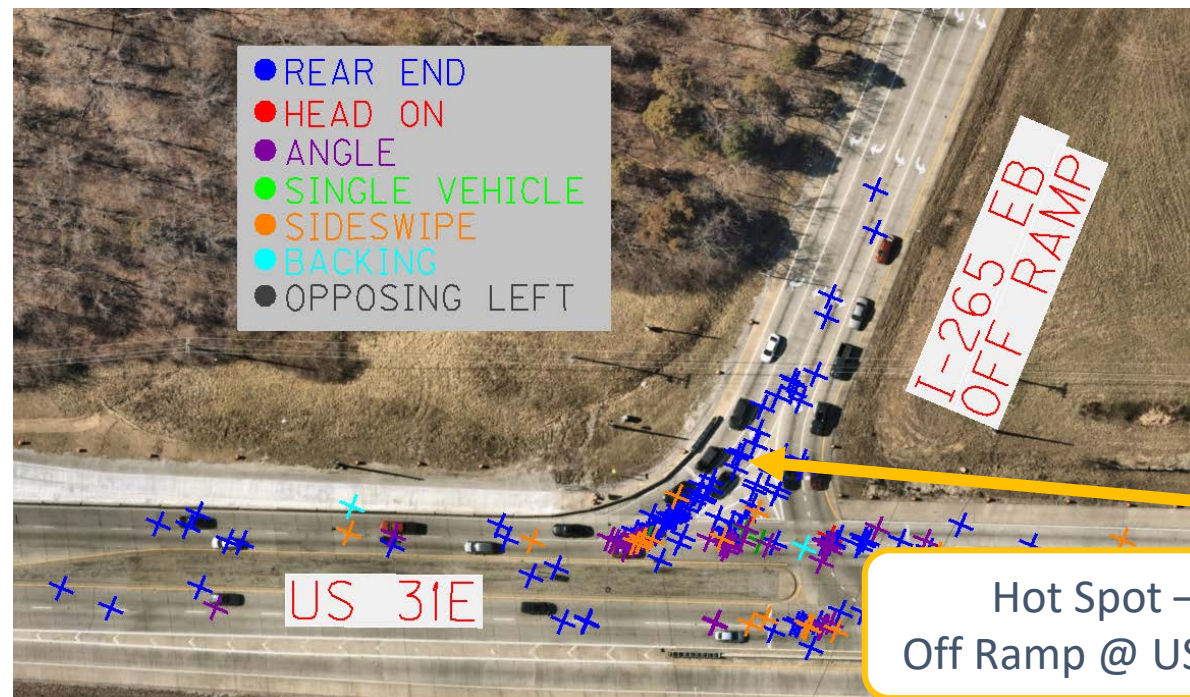 REAR END
HEAD ON
ANGLE
SINGLE VEHICLE
SIDESWIPE
BACKING
OPPOSING LEFT
I-265 EB
OFF RAMP
US 31E
Hot Spot –
Off Ramp @ US